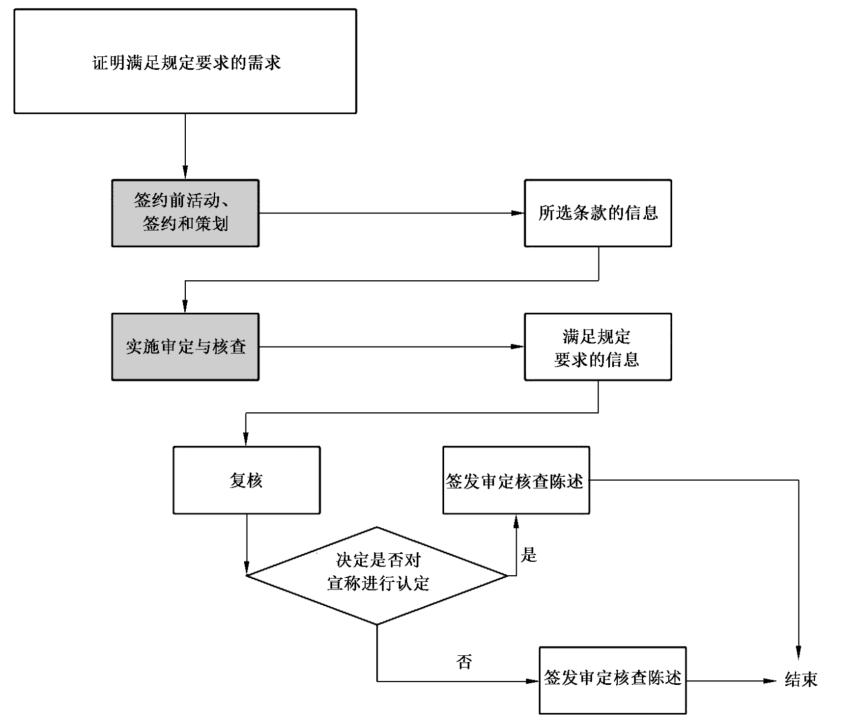 证明满足规定要求的需求
签约前活动、
签约和策划
所选条款的信息
实施审定与核查
满足规定
要求的信息
复核
签发审定核查陈述
决定是否对
宣称进行认定
是
否
签发审定核查陈述
结束